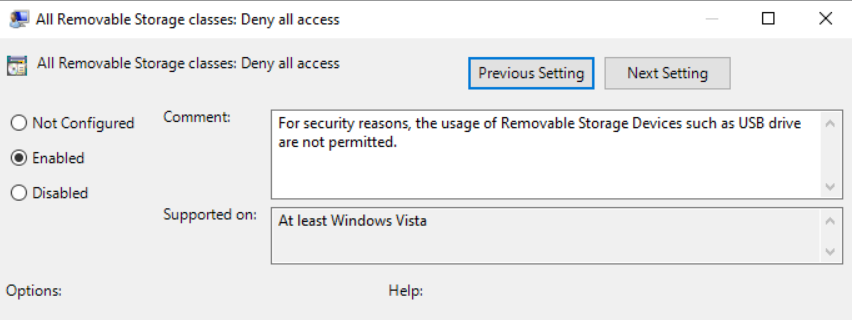 All Removable Storage classes: Deny all access
All Removable Storage classes: Deny all access
Previous Setting
Next Setting
Not Configured
Enabled
Disabled
Comment:
For security reasons, the usage of Removable Storage Devices such as USB drive
are not permitted.
Supported on:
At least Windows Vista
Options:
Help: